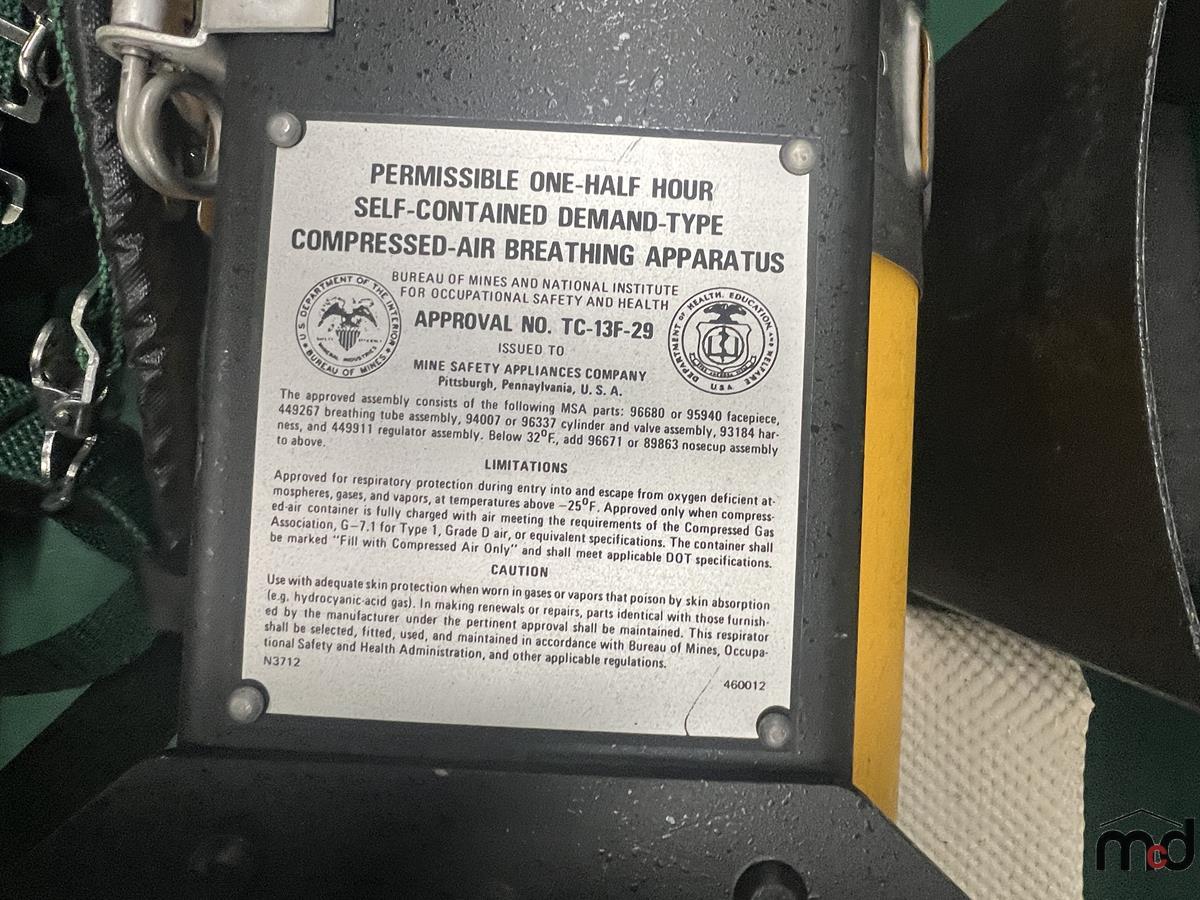 PERMISSIBLE ONE-HALF HOUR
SELF-CONTAINED DEMAND-TYPE
COMPRESSED-AIR BREATHING APPARATUS
BUREAU OF MINES AND NATIONAL INSTITUTE
FOR OCCUPATIONAL SAFETY AND HEALTH
U.S. DEPARTMENT OF THE INTERIOR
BUREAU OF MINES
APPROVAL NO. TC-13F-29
DEPARTMENT OF HEALTH, EDUCATION, AND WELFARE
U.S.A
ISSUED TO
MINE SAFETY APPLIANCES COMPANY
Pittsburgh, Pennsylvania, U. S. A.
The approved assembly consists of the following MSA parts: 96680 or 95940 facepiece,
449267 breathing tube assembly, 94007 or 96337 cylinder and valve assembly, 93184 har-
ness, and 449911 regulator assembly. Below 32⁰F., add 96671 or 89863 nosecup assembly
to above.
LIMITATIONS
Approved for respiratory protection during entry into and escape from oxygen deficient at-
mospheres, gases, and vapors, at temperatures above –25⁰F. Approved only when compress-
ed-air container is fully charged with air meeting the requirements of the Compressed Gas
Association, G–7.1 for Type 1, Grade D air, or equivalent specifications. The container shall
be marked "Fill with Compressed Air Only" and shall meet applicable DOT specifications.
CAUTION
Use with adequate skin protection when worn in gases or vapors that poison by skin absorption
(e.g. hydrocyanic-acid gas). In making renewals or repairs, parts identical with those furnish-
ed by the manufacturer under the pertinent approval shall be maintained. This respirator
shall be selected, fitted, used, and maintained in accordance with Bureau of Mines, Occupa-
tional Safety and Health Administration, and other applicable regulations.
N3712
460012
mcd